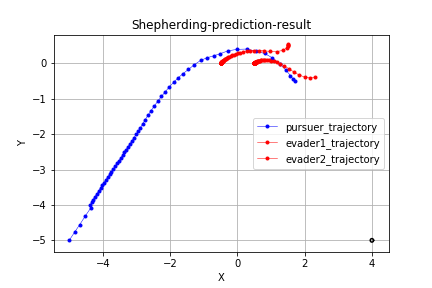 Shepherding-prediction-result
Y
0
−1
−2
−3
−4
−5
pursuer_trajectory
evader1_trajectory
evader2_trajectory
−4 −2 0 2 4
X